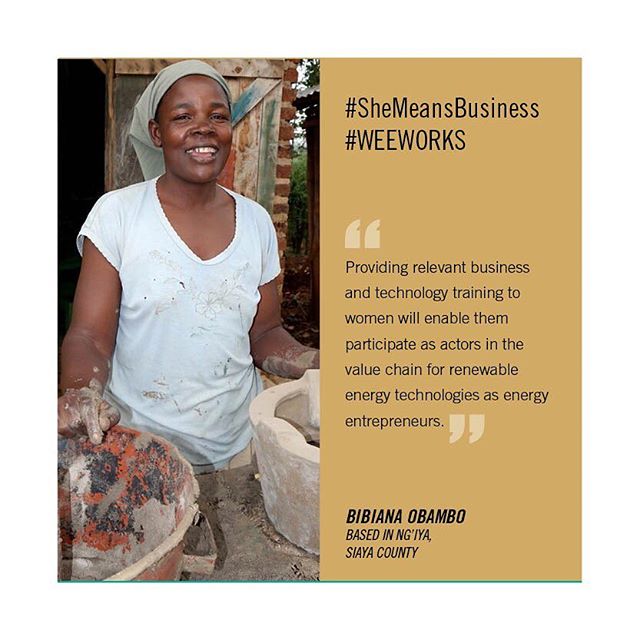 #SheMeansBusiness
#WEEWORKS
“
Providing relevant business
and technology training to
women will enable them
participate as actors in the
value chain for renewable
energy technologies as energy
entrepreneurs. ”
BIBIANA OBAMBO
BASED IN NG'IYA,
SIAYA COUNTY